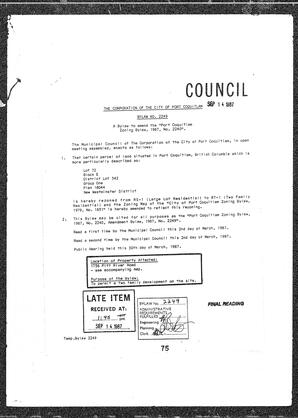 COUNCIL
SEP 14 1987
THE CORPORATION OF THE CITY OF PORT COQUITLAM
BYLAW NO. 2249
A Bylaw to amend the "Port Coquitlam
Zoning Bylaw, 1987, No. 2240".
The Municipal Council of The Corporation of the City of Port Coquitlam, in open
meeting assembled, enacts as follows:
1. That certain parcel of land situated in Port Coquitlam, British Columbia which is
more particularly described as:
Lot 72
Block 6
District Lot 342
Group One
Plan
New Westminster District
is hereby rezoned from RS-1 (Large Lot Residential) to RT-1 (Two Family
Residential) and the Zoning Map of the "City of Port Coquitlam Zoning Bylaw,
is hereby amended to reflect this rezoning.
2. This Bylaw may be cited for all purposes as the "Port Coquitlam Zoning Bylaw,
No. 2240, Amendment Bylaw, 1987, No. 2249".
Read a first time by the Municipal Council this 2nd day of March, 1987.
Read a second time by the Municipal Council this 2nd day of March, 1987.
Public Hearing held this 30th day of March, 1987.
Location of Property Affected:
Pitt River Road
- see accompanying map.
Purpose of the Bylaw:
To permit a two family development on the site.
LATE ITEM
RECEIVED AT:
SEP 14 1987
BYLAW No. 2249
ADMINISTRATIVE
REQUIREMENTS
FULFILLED
Engineering
Planning
Clerk
FINAL READING
75
Temp.Bylaw 2249